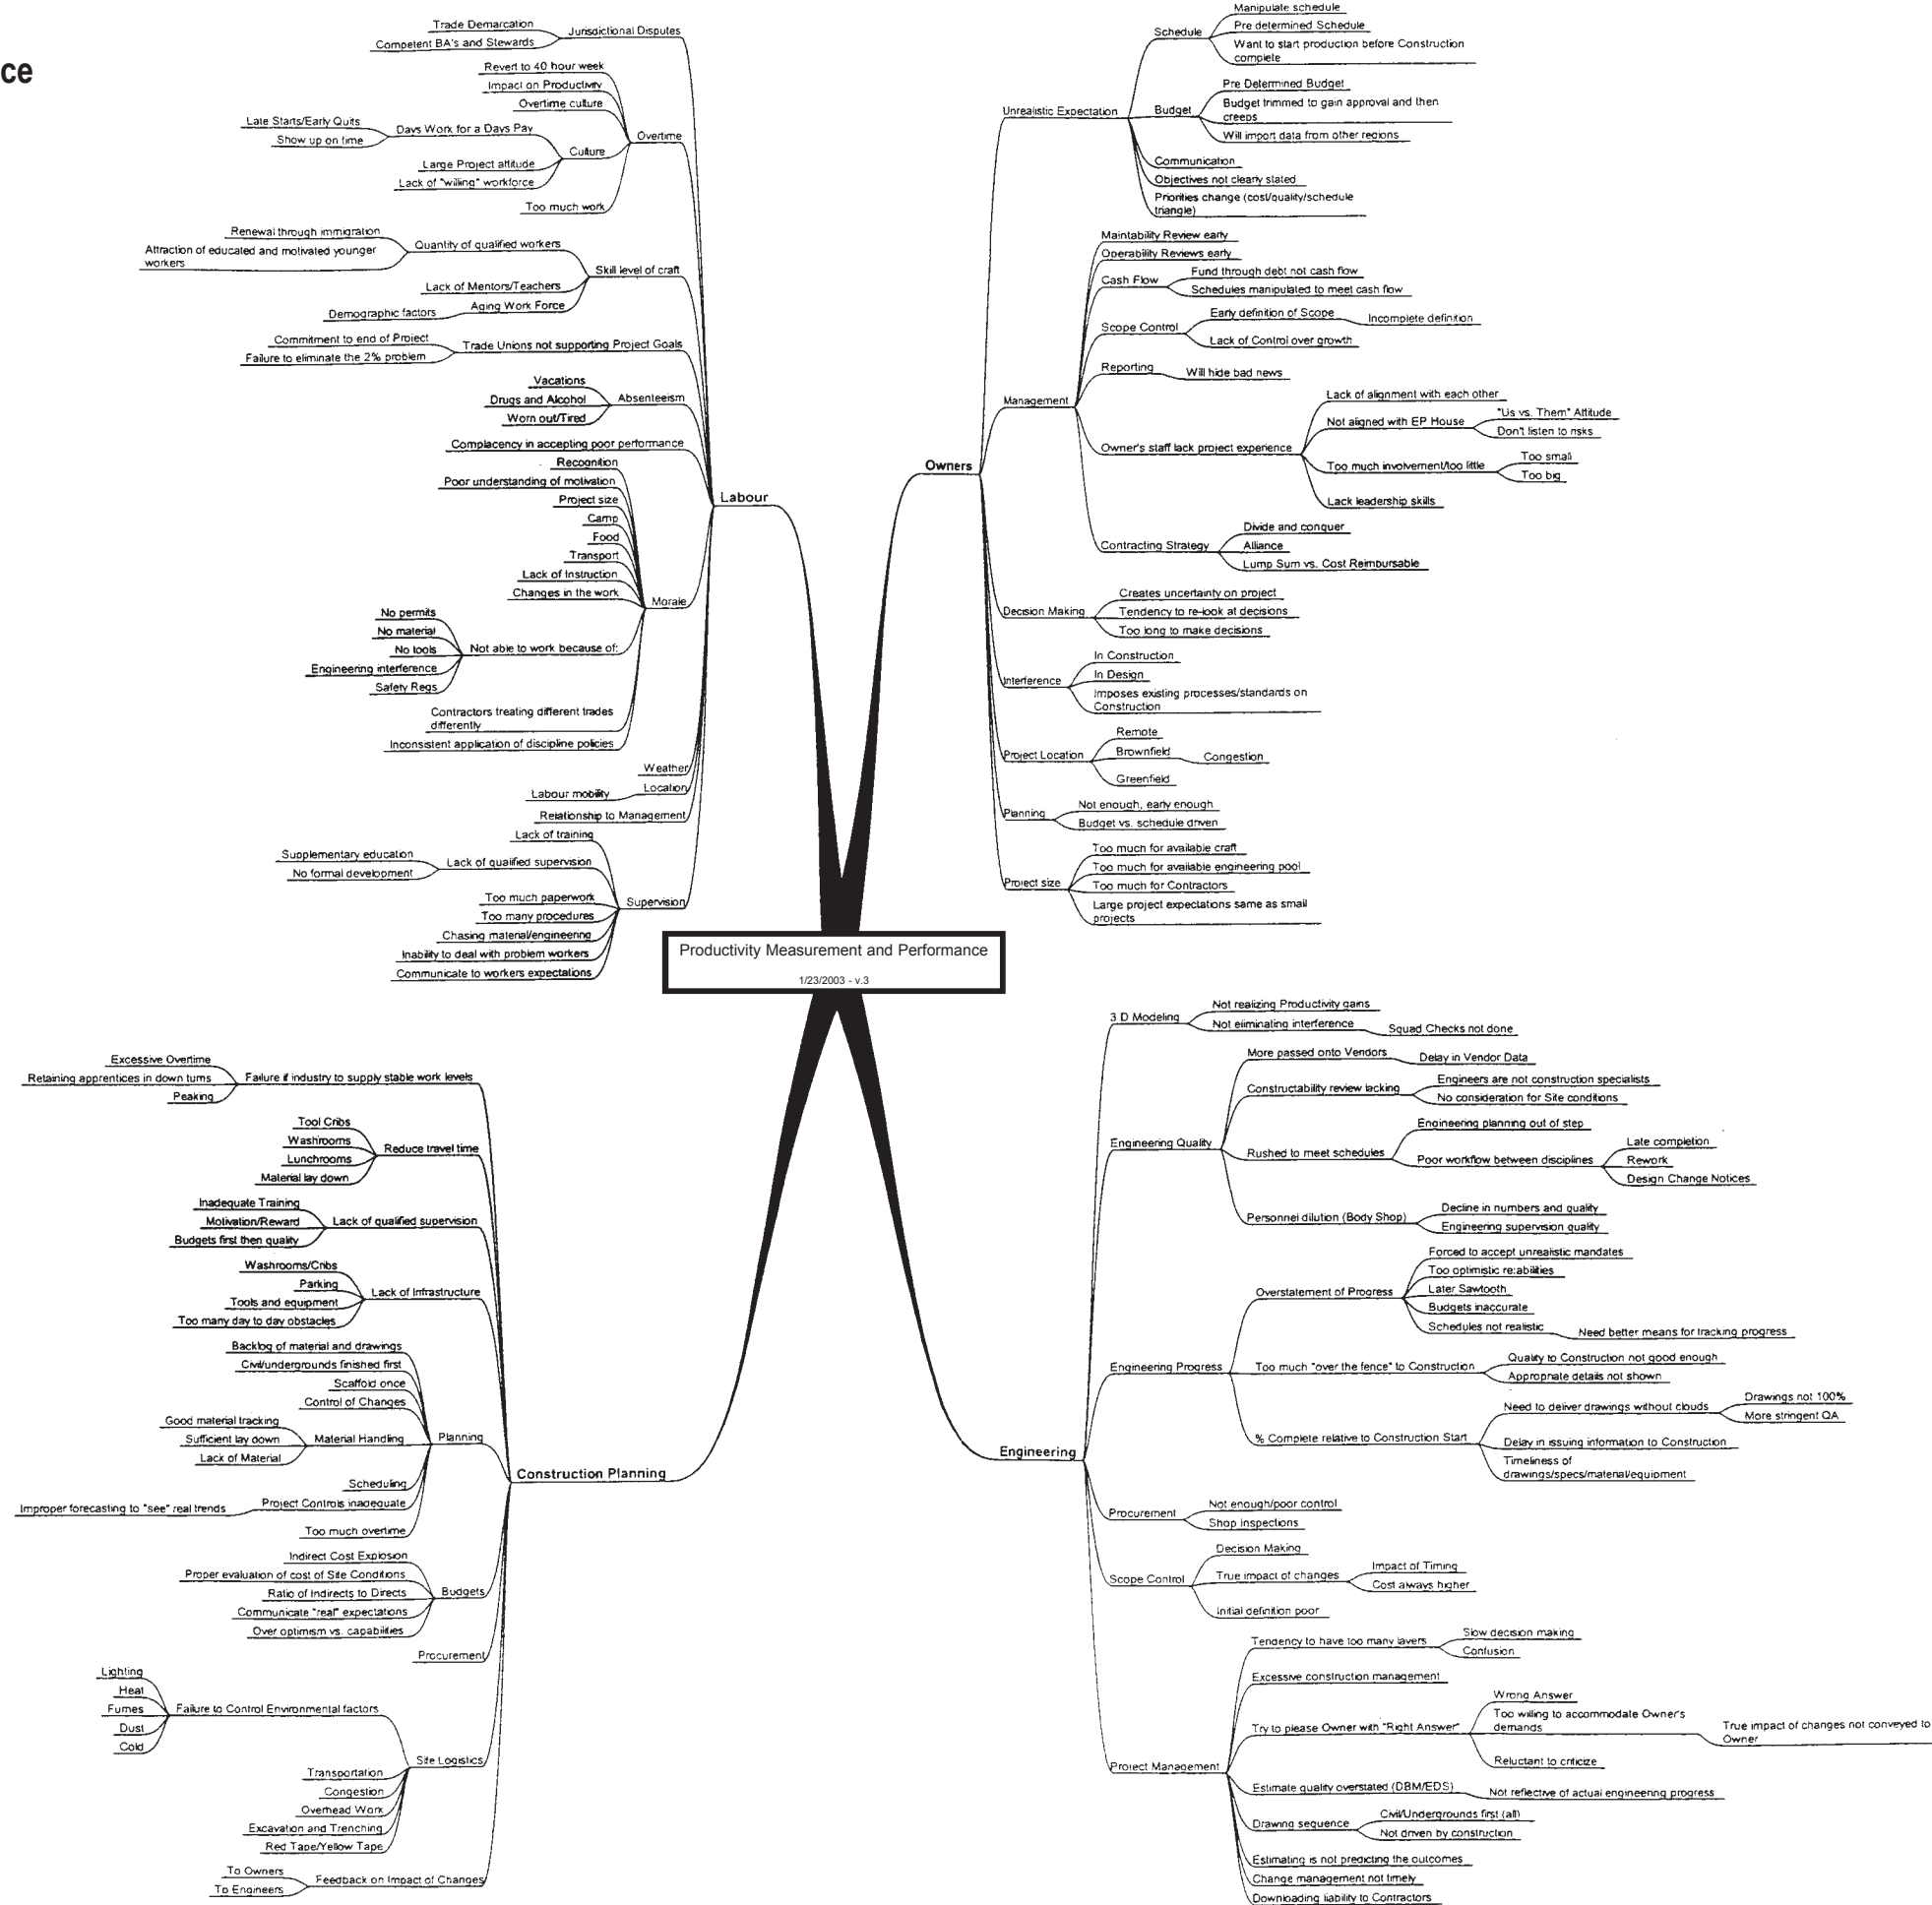 ce
Trade Demarcation
Competent BA's and Stewards
Jurisdictional Disputes
Revert to 40 hour week
Impact on Productivity
Overtime culture
Late Starts/Early Quits
Show up on time
Days Work for a Days Pay
Large Project attitude
Lack of "willing" workforce
Culture
Too much work
Overtime
Renewal through immigration
Attraction of educated and motivated younger
workers
Quantity of qualified workers
Lack of Mentors/Teachers
Demographic factors
Aging Work Force
Skill level of craft
Commitment to end of Project
Failure to eliminate the 2% problem
Trade Unions not supporting Project Goals
Vacations
Drugs and Alcohol
Worn out/Tired
Absenteeism
Complacency in accepting poor performance
Recognition
Poor understanding of motivation
Project size
Camp
Food
Transport
Lack of Instruction
Changes in the work
No permits
No material
No tools
Engineering interference
Safety Regs
Not able to work because of:
Contractors treating different trades
differently
Inconsistent application of discipline policies
Morale
Weather
Labour mobility
Location
Relationship to Management
Lack of training
Supplementary education
No formal development
Lack of qualified supervision
Too much paperwork
Too many procedures
Chasing material/engineering
Inability to deal with problem workers
Communicate to workers expectations
Supervision
Labour
Owners
Unrealistic Expectation
Schedule
Manipulate schedule
Pre determined Schedule
Want to start production before Construction
complete
Budget
Pre Determined Budget
Budget trimmed to gain approval and then
creeps
Will import data from other regions
Communication
Objectives not clearly stated
Priorities change (cost/quality/schedule
triangle)
Management
Maintability Review early
Operability Reviews early
Cash Flow
Fund through debt not cash flow
Schedules manipulated to meet cash flow
Scope Control
Early definition of Scope
Incomplete definition
Lack of Control over growth
Reporting
Will hide bad news
Owner's staff lack project experience
Lack of alignment with each other
Not aligned with EP House
"Us vs. Them" Attitude
Don't listen to risks
Too much involvement/too little
Too small
Too big
Lack leadership skills
Contracting Strategy
Divide and conquer
Alliance
Lump Sum vs. Cost Reimbursable
Decision Making
Creates uncertainty on project
Tendency to re-look at decisions
Too long to make decisions
Interference
In Construction
In Design
Imposes existing processes/standards on
Construction
Project Location
Remote
Brownfield
Congestion
Greenfield
Planning
Not enough, early enough
Budget vs. schedule driven
Project size
Too much for available craft
Too much for available engineering pool
Too much for Contractors
Large project expectations same as small
projects
Productivity Measurement and Performance
1/23/2003 - v.3
Excessive Overtime
Retaining apprentices in down turns
Peaking
Failure if industry to supply stable work levels
Tool Cribs
Washrooms
Lunchrooms
Material lay down
Reduce travel time
Inadequate Training
Motivation/Reward
Budgets first then quality
Lack of qualified supervision
Washrooms/Cribs
Parking
Tools and equipment
Too many day to day obstacles
Lack of Infrastructure
Backlog of material and drawings
Civil/undergrounds finished first
Scaffold once
Control of Changes
Good material tracking
Sufficient lay down
Lack of Material
Material Handling
Scheduling
Improper forecasting to "see" real trends
Project Controls inadequate
Too much overtime
Planning
Indirect Cost Explosion
Proper evaluation of cost of Site Conditions
Ratio of Indirects to Directs
Communicate "real" expectations
Over optimism vs. capabilities
Budgets
Procurement
Lighting
Heat
Fumes
Dust
Cold
Failure to Control Environmental factors
Transportation
Congestion
Overhead Work
Excavation and Trenching
Red Tape/Yellow Tape
Site Logistics
To Owners
To Engineers
Feedback on Impact of Changes
Construction Planning
Engineering
3 D Modeling
Not realizing Productivity gains
Not eliminating interference
Squad Checks not done
Engineering Quality
More passed onto Vendors
Delay in Vendor Data
Constructability review lacking
Engineers are not construction specialists
No consideration for Site conditions
Rushed to meet schedules
Engineering planning out of step
Poor workflow between disciplines
Late completion
Rework
Design Change Notices
Personnel dilution (Body Shop)
Decline in numbers and quality
Engineering supervision quality
Engineering Progress
Overstatement of Progress
Forced to accept unrealistic mandates
Too optimistic re:abilities
Later Sawtooth
Budgets inaccurate
Schedules not realistic
Need better means for tracking progress
Too much "over the fence" to Construction
Quality to Construction not good enough
Appropriate details not shown
% Complete relative to Construction Start
Need to deliver drawings without clouds
Drawings not 100%
More stringent QA
Delay in issuing information to Construction
Timeliness of
drawings/specs/material/equipment
Procurement
Not enough/poor control
Shop Inspections
Scope Control
Decision Making
True impact of changes
Impact of Timing
Cost always higher
Initial definition poor
Project Management
Tendency to have too many layers
Slow decision making
Confusion
Excessive construction management
Try to please Owner with "Right Answer"
Wrong Answer
Too willing to accommodate Owner's
demands
True impact of changes not conveyed to
Owner
Reluctant to criticize
Estimate quality overstated (DBM/EDS)
Not reflective of actual engineering progress
Drawing sequence
Civil/Undergrounds first (all)
Not driven by construction
Estimating is not predicting the outcomes
Change management not timely
Downloading liability to Contractors